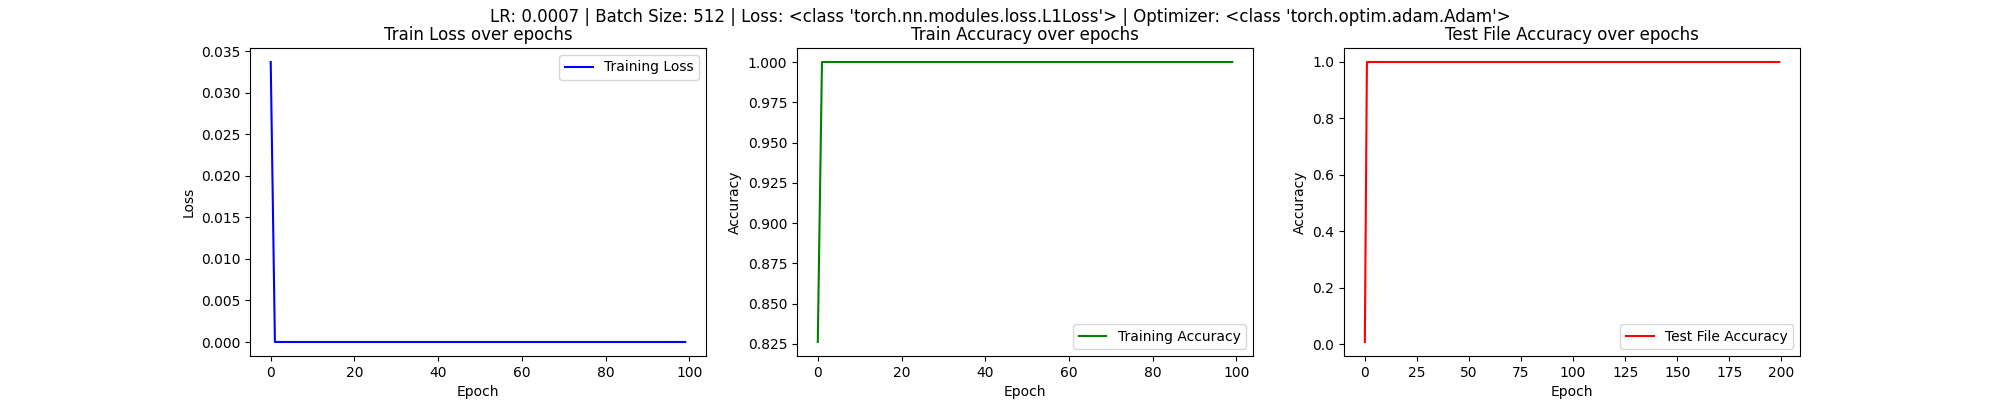 LR: 0.0007 | Batch Size: 512 | Loss: <class 'torch.nn.modules.loss.L1Loss'> | Optimizer: <class 'torch.optim.adam.Adam'>
Train Loss over epochs
0.035
0.030
0.025
0.020
0.015
0.010
0.005
0.000
Loss
Training Loss
0 20 40 60 80 100
Epoch
Train Accuracy over epochs
1.000
0.975
0.950
0.925
0.900
0.875
0.850
0.825
Accuracy
Training Accuracy
0 20 40 60 80 100
Epoch
Test File Accuracy over epochs
1.0
0.8
0.6
0.4
0.2
0.0
Accuracy
Test File Accuracy
0 25 50 75 100 125 150 175 200
Epoch